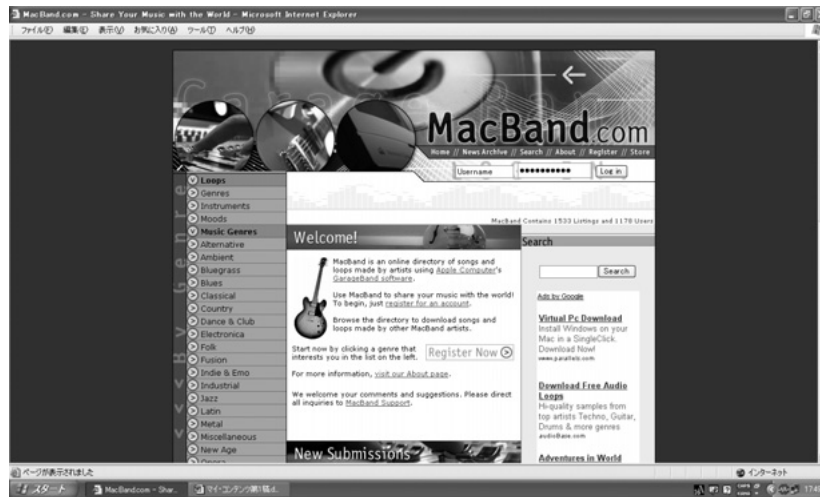 MacBand.com - Share Your Music with the World - Microsoft Internet Explorer
ファイル(F) 編集(E) 表示(V) お気に入り(A) ツール(T) ヘルプ(H)
MacBand.com
Home // News Archive // Search // About // Register // Store
Username •••••••••• Log in
MacBand Contains 1533 Listings and 1178 Users
Loops
Genres
Instruments
Moods
Music Genres
Alternative
Ambient
Bluegrass
Blues
Classical
Country
Dance & Club
Electronica
Folk
Fusion
Indie & Emo
Industrial
Jazz
Latin
Metal
Miscellaneous
New Age
Opera
Welcome!
MacBand is an online directory of songs and
loops made by artists using Apple Computer's
GarageBand software.
Use MacBand to share your music with the world!
To begin, just register for an account.
Browse the directory to download songs and
loops made by other MacBand artists.
Start now by clicking a genre that
interests you in the list on the left.
Register Now
For more information, visit our About page.
We welcome your comments and suggestions. Please direct
all inquiries to MacBand Support.
New Submissions
Search
Search
Ads by Google
Virtual Pc Download
Install Windows on your
Mac in a SingleClick.
Download Now!
www.parallels.com
Download Free Audio
Loops
Hi-quality samples from
top artists Techno, Guitar,
Drums & more genres
audioBase.com
Adventures in World
ページが表示されました
インターネット
スタート
MacBand.com - Shar...